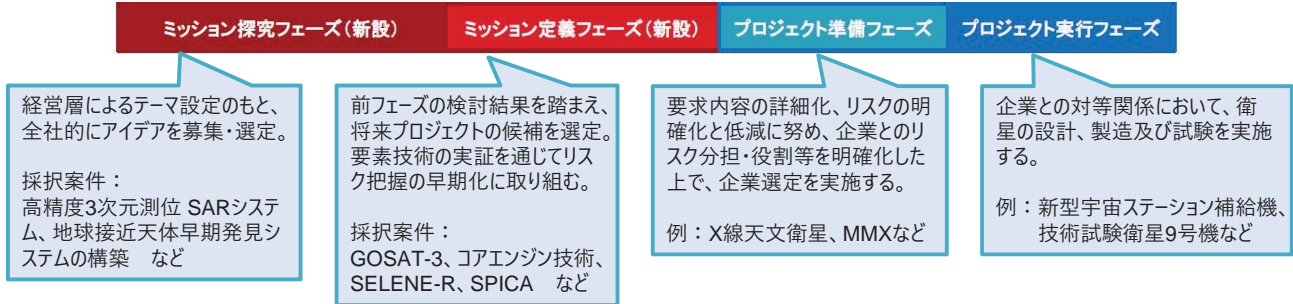 ミッション探究フェーズ（新設）
ミッション定義フェーズ（新設）
プロジェクト準備フェーズ
プロジェクト実行フェーズ
経営層によるテーマ設定のもと、
全社的にアイデアを募集・選定。
採択案件：
高精度3次元測位 SARシステ
ム、地球接近天体早期発見シ
ステムの構築　など
前フェーズの検討結果を踏まえ、
将来プロジェクトの候補を選定。
要素技術の実証を通じてリス
ク把握の早期化に取り組む。
採択案件：
GOSAT-3、コアエンジン技術、
SELENE-R、SPICA　など
要求内容の詳細化、リスクの明
確化と低減に努め、企業とのリ
スク分担・役割等を明確化した
上で、企業選定を実施する。
例：X線天文衛星、MMXなど
企業との対等関係において、衛
星の設計、製造及び試験を実施
する。
例：新型宇宙ステーション補給機、
技術試験衛星9号機など